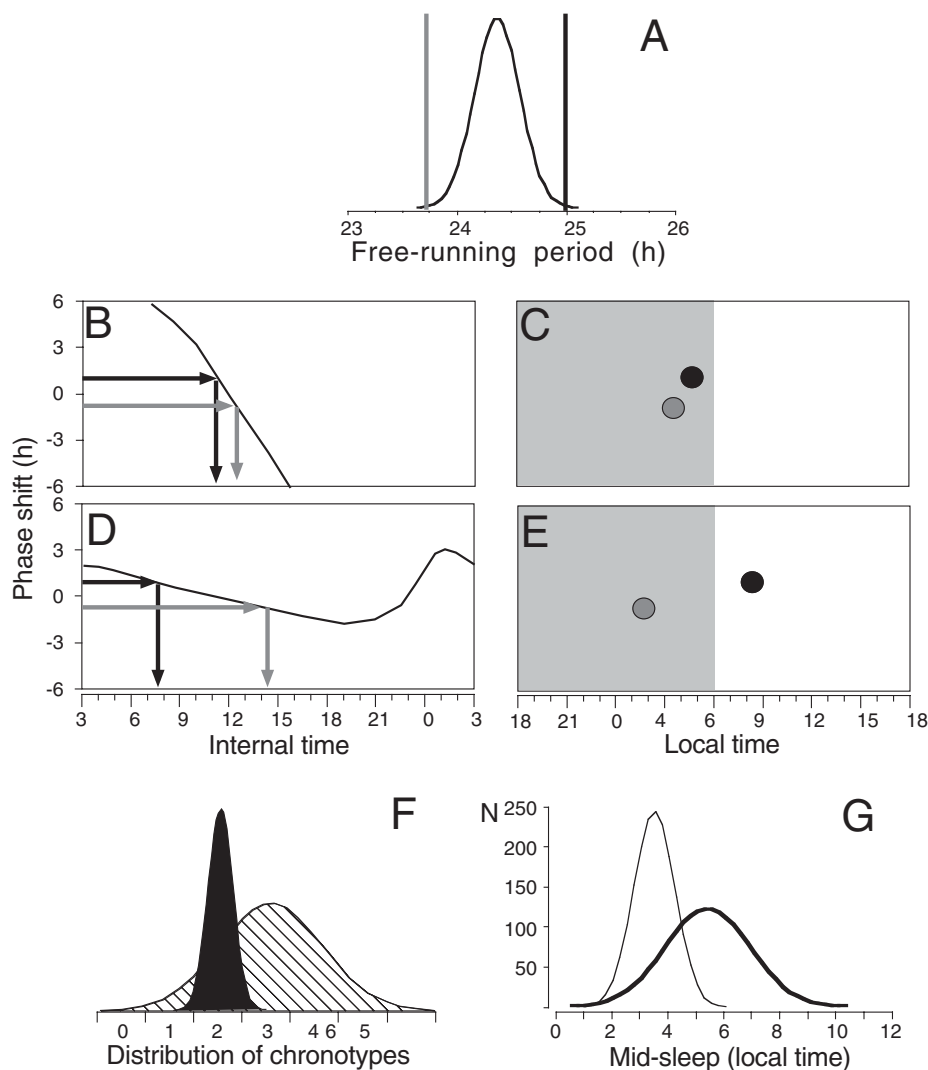 A
23 24 25 26
Free-running period (h)
B
6
3
0
-3
-6
C
Phase shift (h)
D
6
3
0
-3
-6
3 6 9 12 15 18 21 0 3
Internal time
E
18 21 0 4 6 9 12 15 18
Local time
F
0 1 2 3 4 6 5
Distribution of chronotypes
G
N 250
200
150
100
50
0 2 4 6 8 10 12
Mid-sleep (local time)